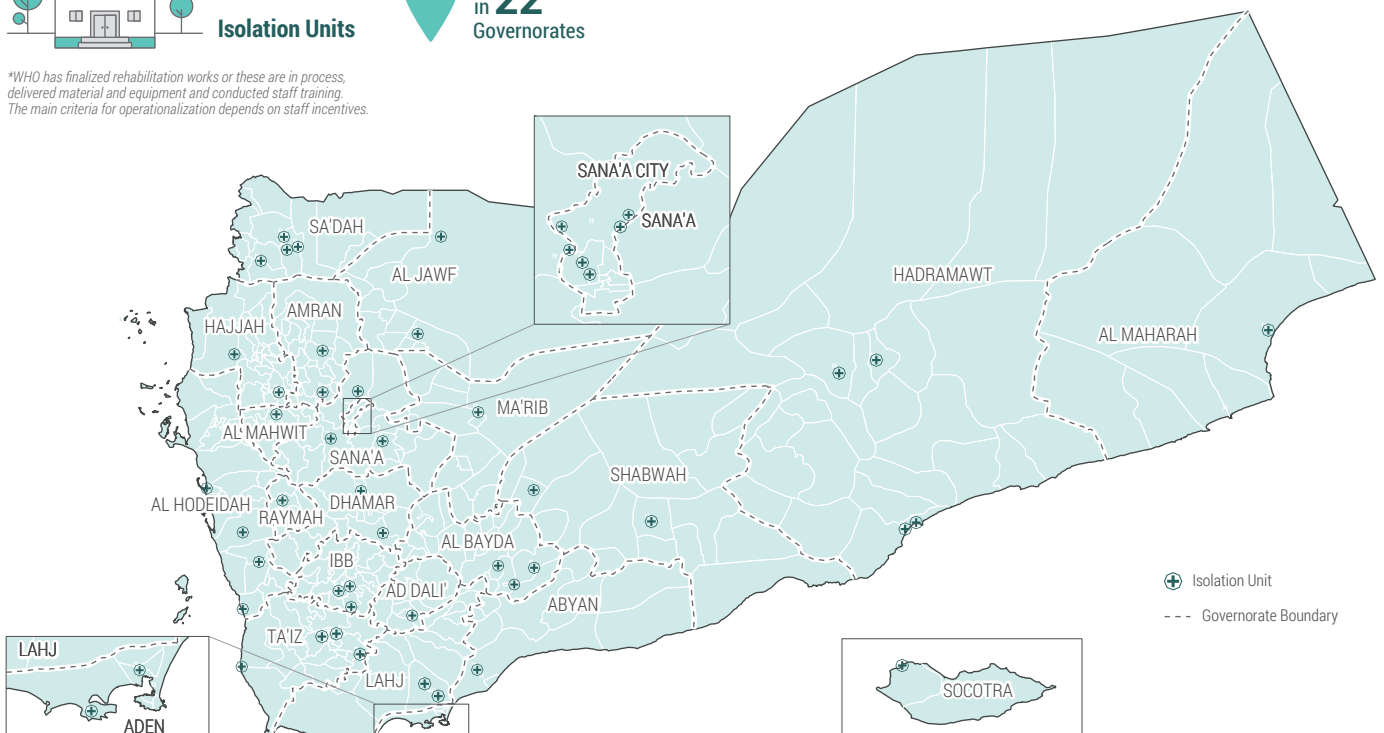 Isolation Units
in 22
Governorates
*WHO has finalized rehabilitation works or these are in process,
delivered material and equipment and conducted staff training.
The main criteria for operationalization depends on staff incentives.
SANA'A CITY
SANA'A
SA'DAH
AL JAWF
HADRAMAWT
AMRAN
HAJJAH
AL MAHARAH
MA'RIB
AL MAHWIT
SANA'A
SHABWAH
AL HODEIDAH
DHAMAR
RAYMAH
AL BAYDA
IBB
AD DALI'
ABYAN
TA'IZ
LAHJ
Isolation Unit
Governorate Boundary
LAHJ
ADEN
SOCOTRA